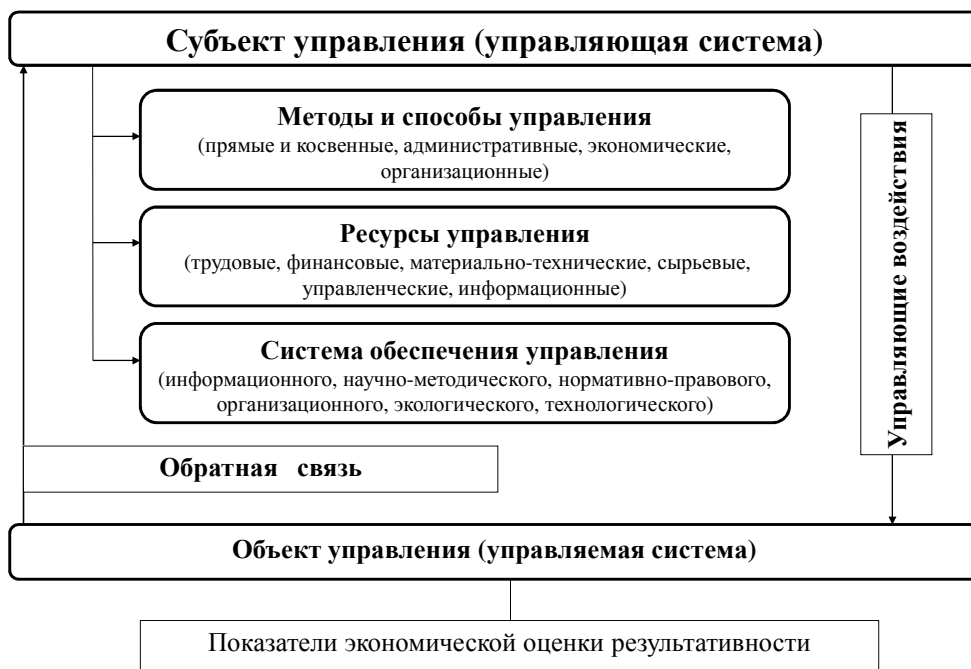 Субъект управления (управляющая система)
Методы и способы управления
(прямые и косвенные, административные, экономические,
организационные)
Ресурсы управления
(трудовые, финансовые, материально-технические, сырьевые,
управленческие, информационные)
Система обеспечения управления
(информационного, научно-методического, нормативно-правового,
организационного, экологического, технологического)
Управляющие воздействия
Обратная связь
Объект управления (управляемая система)
Показатели экономической оценки результативности